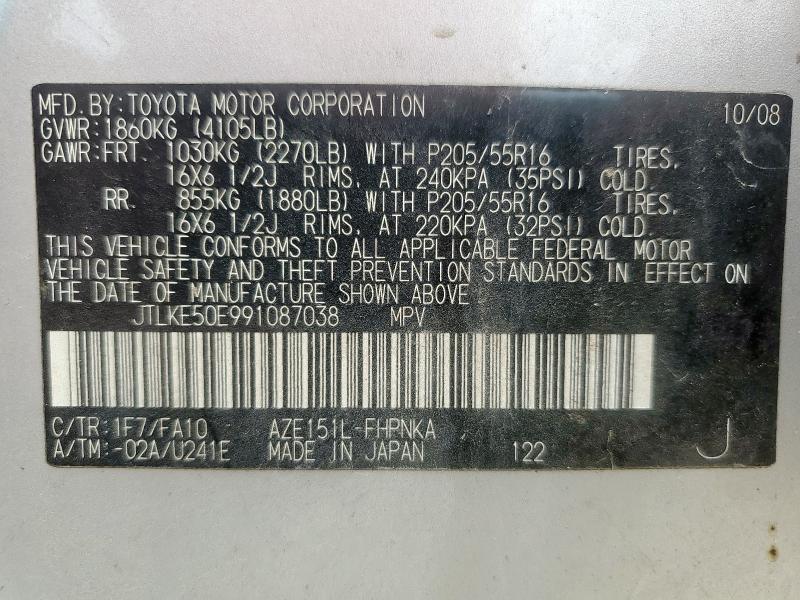 MFD. BY: TOYOTA MOTOR CORPORATION 10/08
GVWR: 1860KG (4105LB)
GAWR: FRT. 1030KG (2270LB) WITH P205/55R16 TIRES,
16X6 1/2J RIMS, AT 240KPA (35PSI) COLD.
RR. 855KG (1880LB) WITH P205/55R16 TIRES,
16X6 1/2J RIMS, AT 220KPA (32PSI) COLD.
THIS VEHICLE CONFORMS TO ALL APPLICABLE FEDERAL MOTOR
VEHICLE SAFETY AND THEFT PREVENTION STANDARDS IN EFFECT ON
THE DATE OF MANUFACTURE SHOWN ABOVE
JTLKE50E991087038 MPV
C/TR: 1F7/FA10 AZE151L-FHPNKA
A/TM: -02A/U241E MADE IN JAPAN 122 J